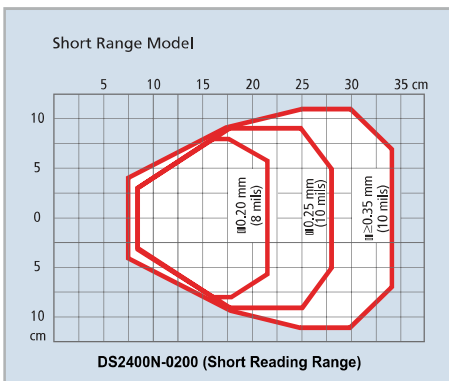 Short Range Model
5 10 15 20 25 30 35 cm
10
5
0
5
10
cm
0.20 mm
(8 mils)
0.25 mm
(10 mils)
≥0.35 mm
(10 mils)
DS2400N-0200 (Short Reading Range)